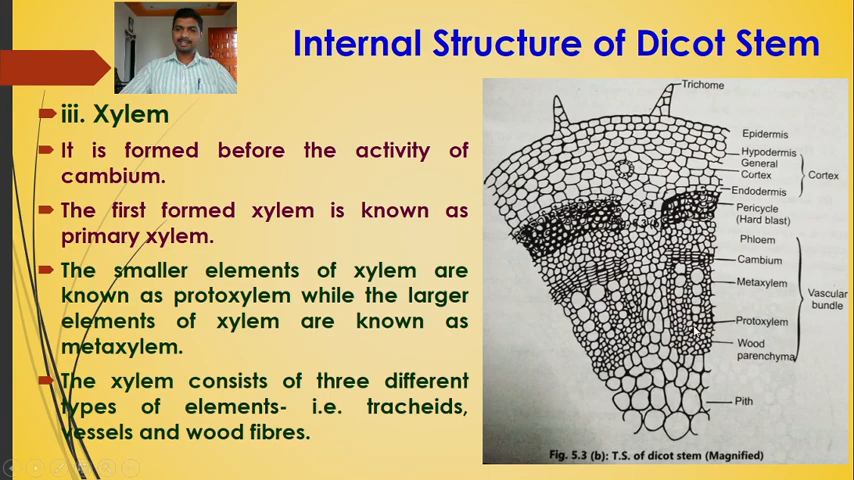 Internal Structure of Dicot Stem
iii. Xylem
It is formed before the activity of
cambium.
The first formed xylem is known as
primary xylem.
The smaller elements of xylem are
known as protoxylem while the larger
elements of xylem are known as
metaxylem.
The xylem consists of three different
types of elements- i.e. tracheids,
vessels and wood fibres.
Trichome
Epidermis
Hypodermis
General
Cortex
Cortex
Endodermis
Pericycle
(Hard blast)
Phloem
Cambium
Metaxylem
Vascular
bundle
Protoxylem
Wood
parenchyma
Pith
Fig. 5.3 (b): T.S. of dicot stem (Magnified)